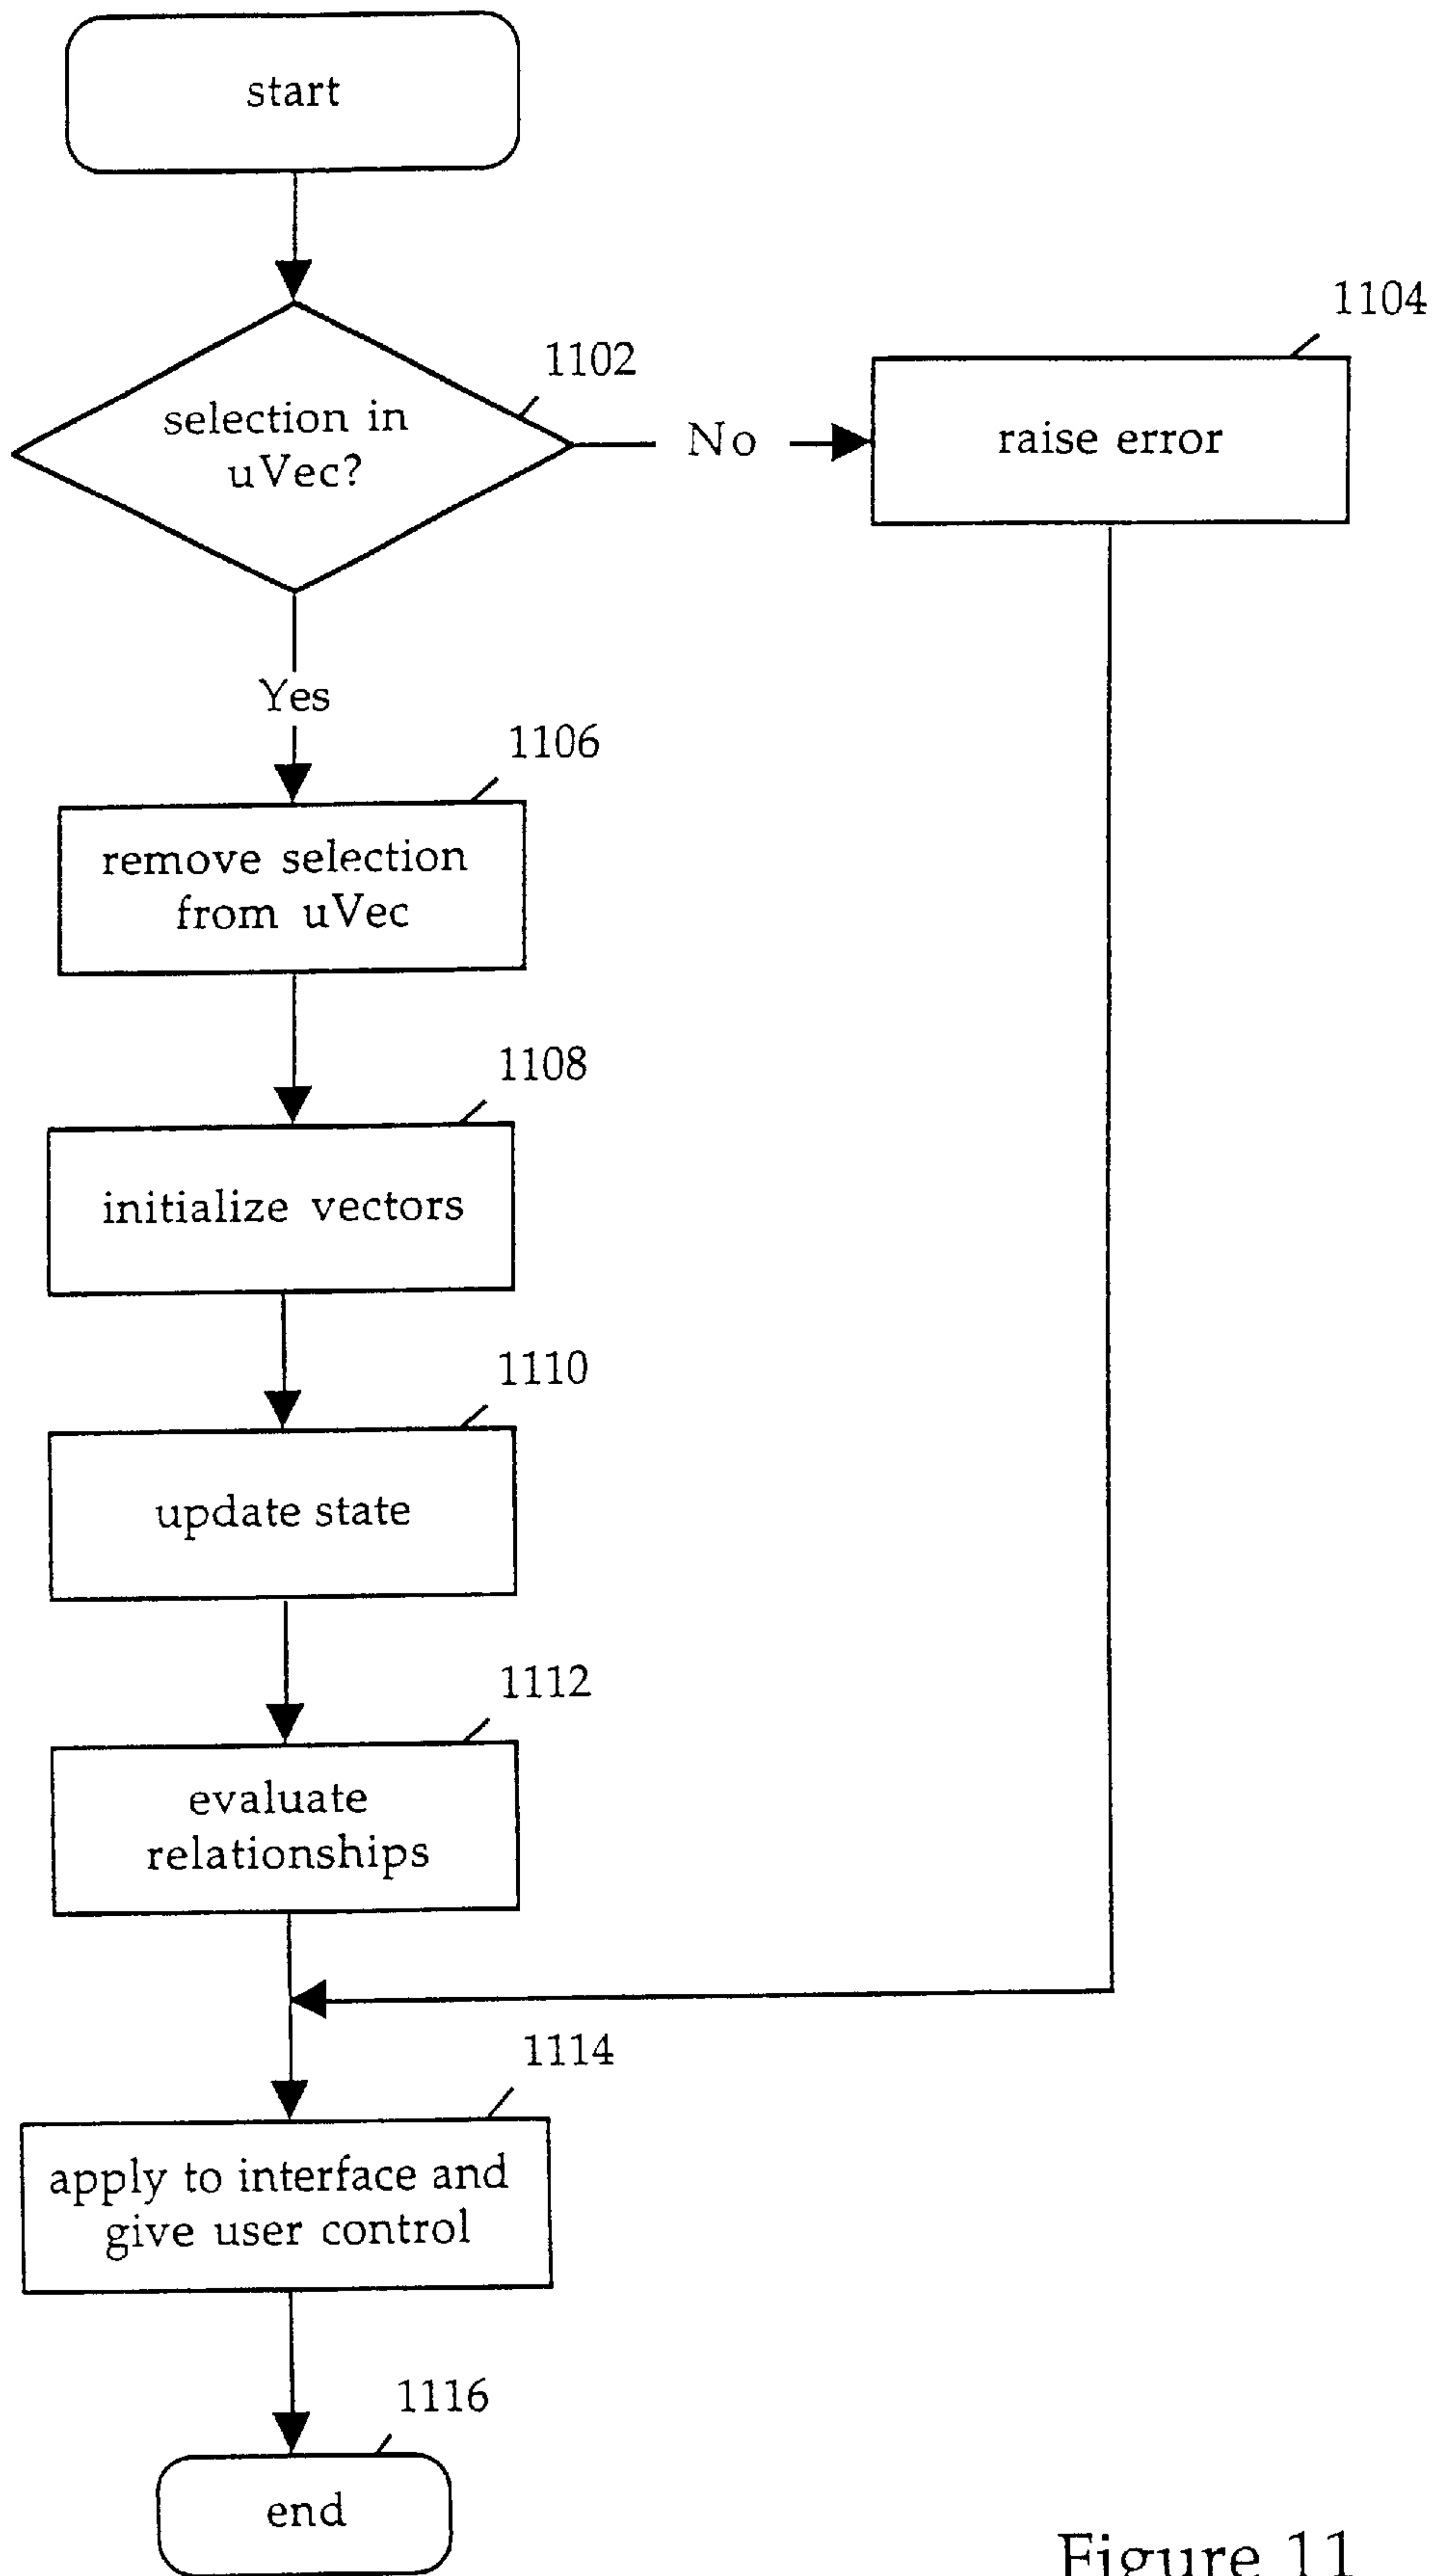 start
1104
1102
selection in
uVec?
No
raise error
Yes
1106
remove selection
from uVec
1108
initialize vectors
1110
update state
1112
evaluate
relationships
1114
apply to interface and
give user control
1116
end
Figure 11